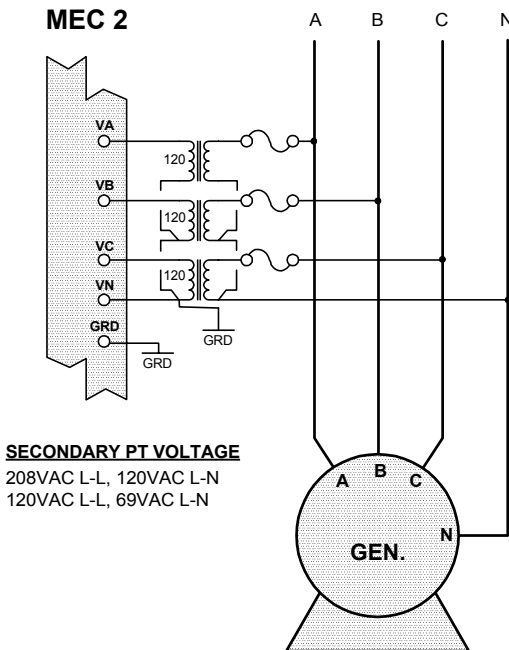 MEC 2
A B C N
VA
120
VB
120
VC
120
VN
GRD
GRD
GRD
SECONDARY PT VOLTAGE
208VAC L-L, 120VAC L-N
120VAC L-L, 69VAC L-N
A B C
N
GEN.